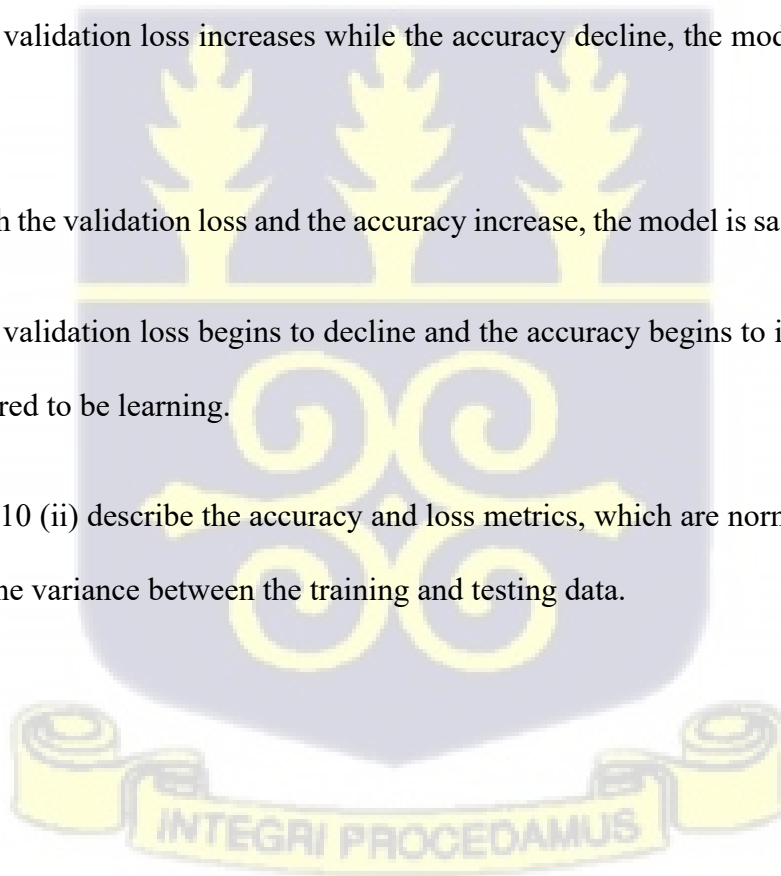 validation loss increases while the accuracy decline, the mod
h the validation loss and the accuracy increase, the model is sa
validation loss begins to decline and the accuracy begins to i
red to be learning.
10 (ii) describe the accuracy and loss metrics, which are norm
ne variance between the training and testing data.
INTEGRI PROCEDAMUS